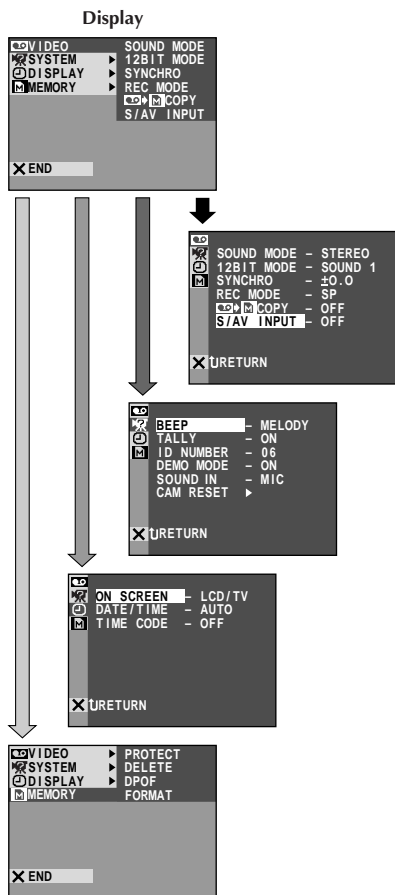 Display
VIDEO SOUND MODE
SYSTEM ▶ 12BIT MODE
DISPLAY ▶ SYNCHRO
M MEMORY ▶ REC MODE
M COPY
S/AV INPUT
END
SOUND MODE – STEREO
12BIT MODE – SOUND 1
M SYNCHRO – ±0.0
REC MODE – SP
M COPY – OFF
S/AV INPUT – OFF
RETURN
BEEP – MELODY
TALLY – ON
M ID NUMBER – 06
DEMO MODE – ON
SOUND IN – MIC
CAM RESET ▶
RETURN
ON SCREEN – LCD/TV
DATE/TIME – AUTO
M TIME CODE – OFF
RETURN
VIDEO ▶ PROTECT
SYSTEM ▶ DELETE
DISPLAY ▶ DPOF
M MEMORY FORMAT
END